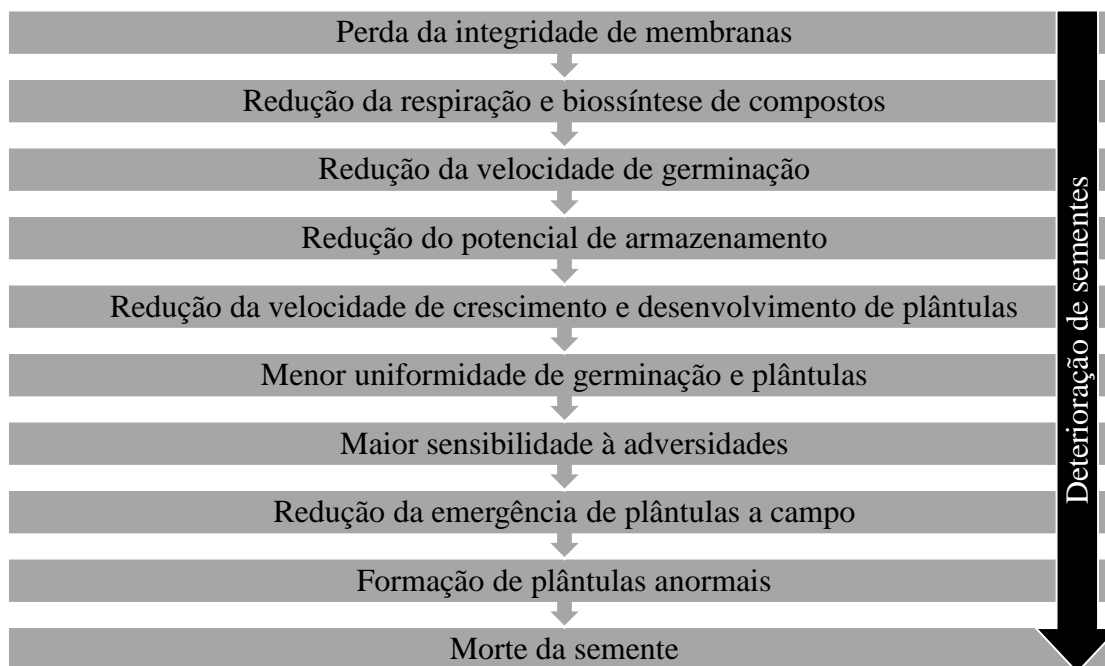 Perda da integridade de membranas
Redução da respiração e biossíntese de compostos
Redução da velocidade de germinação
Redução do potencial de armazenamento
Redução da velocidade de crescimento e desenvolvimento de plântulas
Menor uniformidade de germinação e plântulas
Maior sensibilidade à adversidades
Redução da emergência de plântulas a campo
Formação de plântulas anormais
Morte da semente
Deterioração de sementes